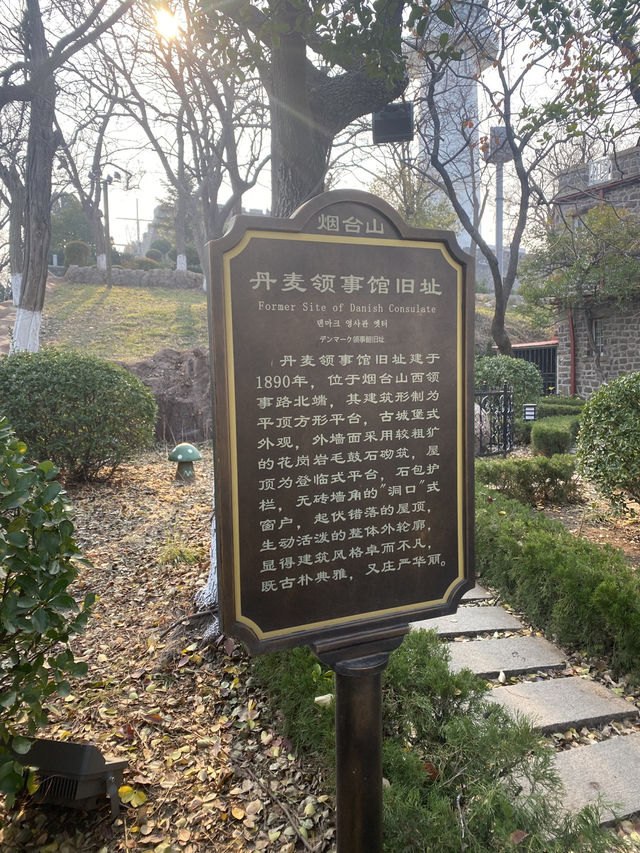 烟台山
丹麦领事馆旧址
Former Site of Danish Consulate
덴마크 영사관 옛터
デンマーク領事館旧址
丹麦领事馆旧址建于
1890年，位于烟台山西领
事路北端，其建筑形制为
平顶方形平台，古城堡式
外观，外墙面采用较粗犷
的花岗岩毛鼓石砌筑，屋
顶为登临式平台，石包护
栏，无砖墙角的“洞口”式
窗户，起伏错落的屋顶，
生动活泼的整体外轮廓，
显得建筑风格卓而不凡，
既古朴典雅，又庄严华丽。